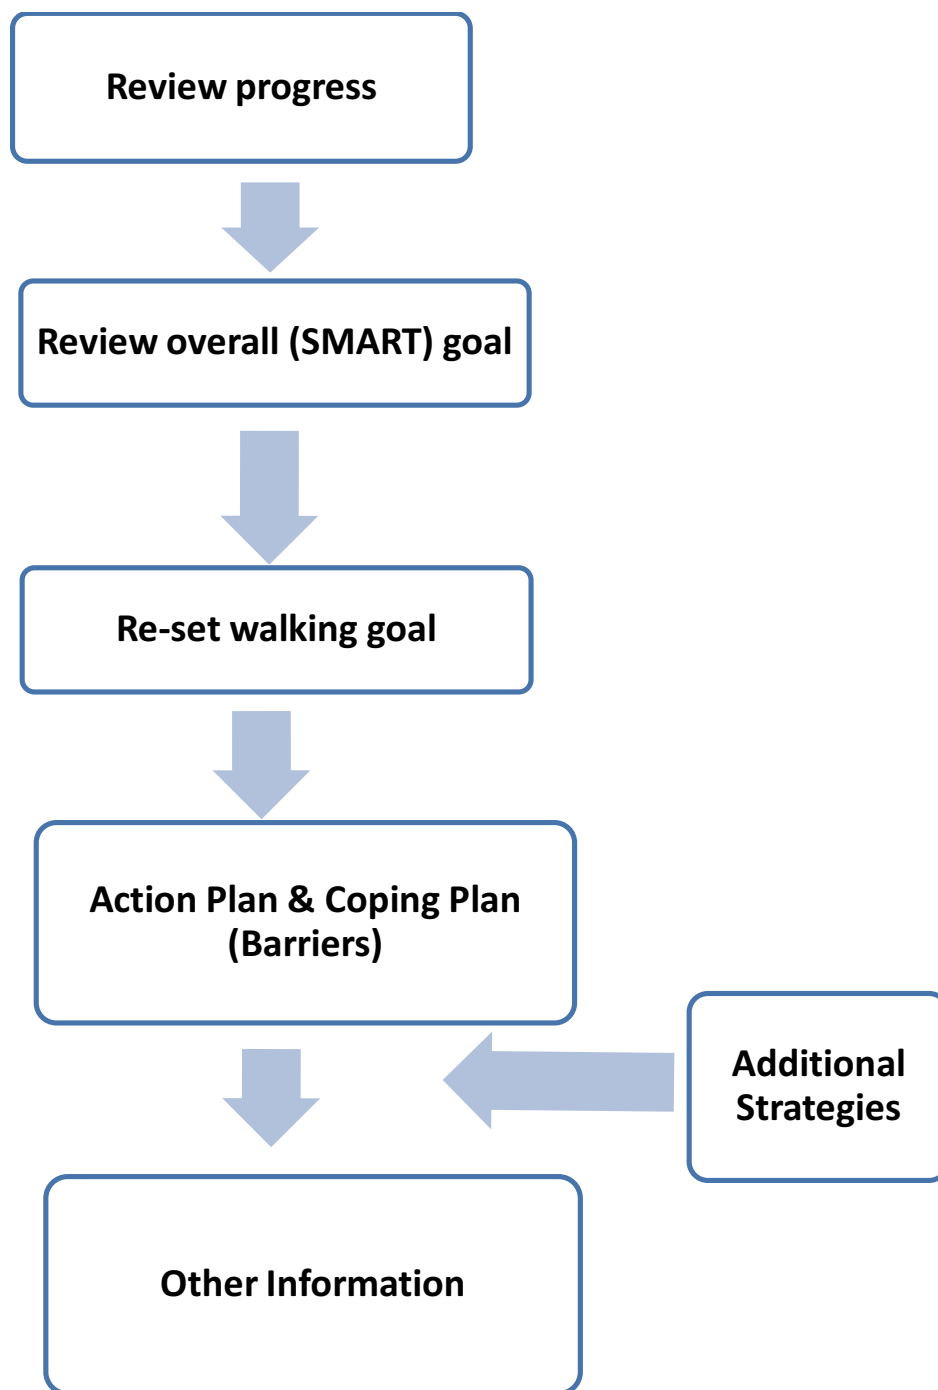 Review progress
Review overall (SMART) goal
Re-set walking goal
Action Plan & Coping Plan
(Barriers)
Additional
Strategies
Other Information